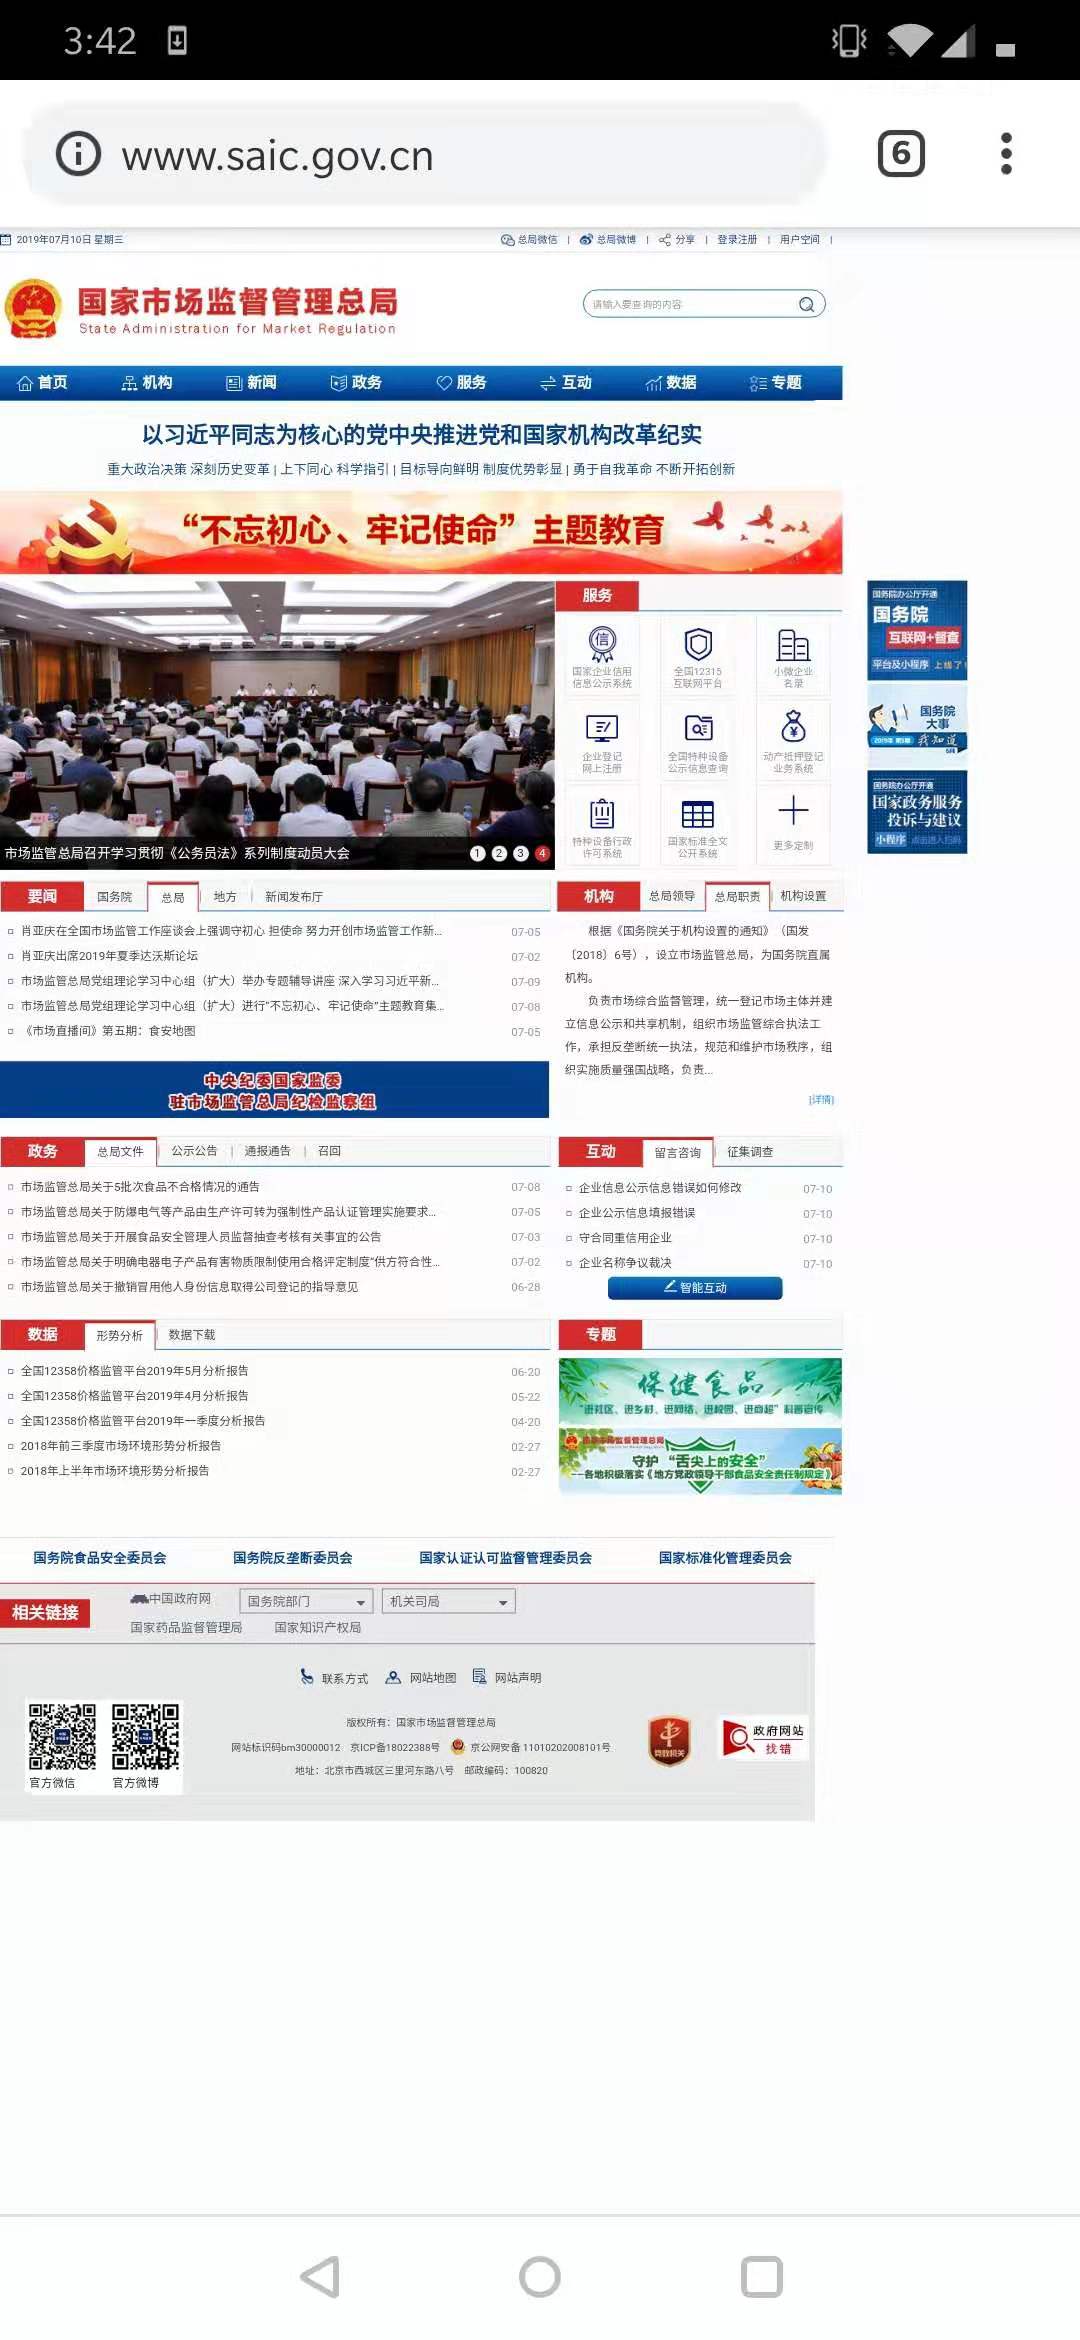 3:42
www.saic.gov.cn
6
2019年07月10日 星期三
总局微信 | 总局微博 | 分享 | 登录注册 | 用户空间 |
国家市场监督管理总局
State Administration for Market Regulation
请输入要查询的内容
首页 机构 新闻 政务 服务 互动 数据 专题
以习近平同志为核心的党中央推进党和国家机构改革纪实
重大政治决策 深刻历史变革 | 上下同心 科学指引 | 目标导向鲜明 制度优势彰显 | 勇于自我革命 不断开拓创新
“不忘初心、牢记使命”主题教育
市场监管总局召开学习贯彻《公务员法》系列制度动员大会
1 2 3 4
服务
信
国家企业信用
信息公示系统
全国12315
互联网平台
小微企业
名录
企业登记
网上注册
全国特种设备
公示信息查询
动产抵押登记
业务系统
特种设备行政
许可系统
国家标准全文
公开系统
更多定制
国务院办公厅开通
国务院
互联网+督查
平台及小程序 上线了!
国务院
大事
我知道
国务院办公厅开通
国家政务服务
投诉与建议
小程序 点击进入扫码
要闻 国务院 总局 地方 新闻发布厅
肖亚庆在全国市场监管工作座谈会上强调守初心 担使命 努力开创市场监管工作新... 07-05
肖亚庆出席2019年夏季达沃斯论坛 07-02
市场监管总局党组理论学习中心组（扩大）举办专题辅导讲座 深入学习习近平新... 07-09
市场监管总局党组理论学习中心组（扩大）进行“不忘初心、牢记使命”主题教育集... 07-08
《市场直播间》第五期：食安地图 07-05
机构 总局领导 总局职责 机构设置
根据《国务院关于机构设置的通知》（国发
〔2018〕6号），设立市场监管总局，为国务院直属
机构。
负责市场综合监督管理，统一登记市场主体并建
立信息公示和共享机制，组织市场监管综合执法工
作，承担反垄断统一执法，规范和维护市场秩序，组
织实施质量强国战略，负责...
[详情]
中央纪委国家监委
驻市场监管总局纪检监察组
政务 总局文件 公示公告 | 通报通告 | 召回
市场监管总局关于5批次食品不合格情况的通告 07-08
市场监管总局关于防爆电气等产品由生产许可转为强制性产品认证管理实施要求... 07-05
市场监管总局关于开展食品安全管理人员监督抽查考核有关事宜的公告 07-03
市场监管总局关于明确电器电子产品有害物质限制使用合格评定制度“供方符合性... 07-02
市场监管总局关于撤销冒用他人身份信息取得公司登记的指导意见 06-28
互动 留言咨询 征集调查
企业信息公示信息错误如何修改 07-10
企业公示信息填报错误 07-10
守合同重信用企业 07-10
企业名称争议裁决 07-10
智能互动
数据 形势分析 数据下载
全国12358价格监管平台2019年5月分析报告 06-20
全国12358价格监管平台2019年4月分析报告 05-22
全国12358价格监管平台2019年一季度分析报告 04-20
2018年前三季度市场环境形势分析报告 02-27
2018年上半年市场环境形势分析报告 02-27
专题
保健食品
“进社区、进乡村、进网络、进校园、进商超”科普宣传
国家市场监督管理总局
守护“舌尖上的安全”
--各地积极落实《地方党政领导干部食品安全责任制规定》
国务院食品安全委员会 国务院反垄断委员会 国家认证认可监督管理委员会 国家标准化管理委员会
相关链接
中国政府网 国务院部门 机关司局
国家药品监督管理局 国家知识产权局
联系方式 网站地图 网站声明
版权所有：国家市场监督管理总局
网站标识码bm30000012 京ICP备18022388号 京公网安备 11010202008101号
地址：北京市西城区三里河东路八号 邮政编码：100820
官方微信 官方微博
党政机关
政府网站
找错